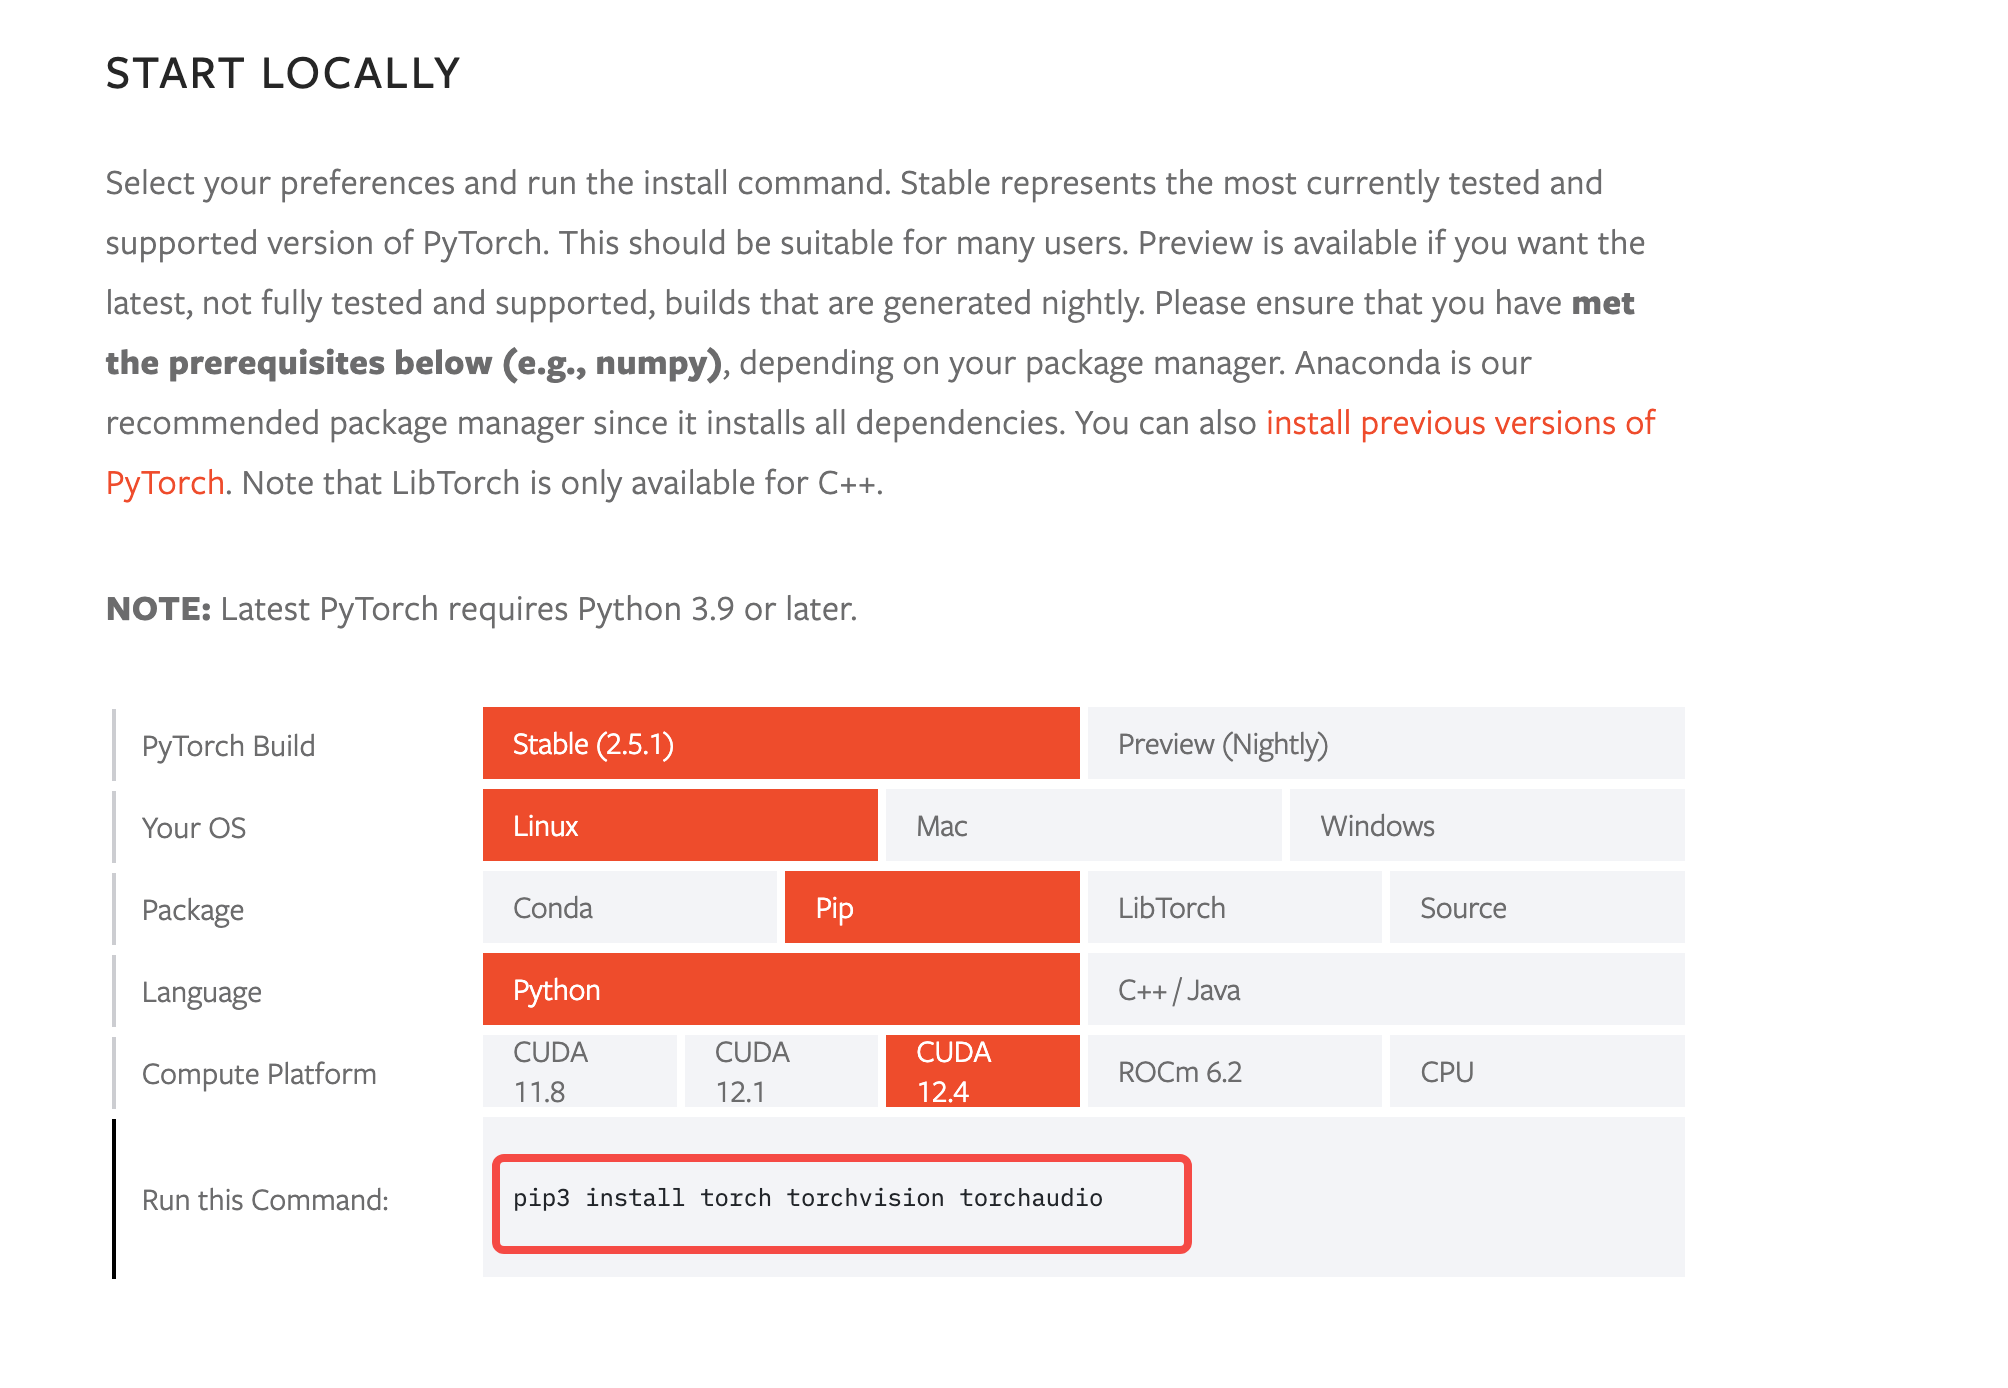 START LOCALLY
Select your preferences and run the install command. Stable represents the most currently tested and
supported version of PyTorch. This should be suitable for many users. Preview is available if you want the
latest, not fully tested and supported, builds that are generated nightly. Please ensure that you have met
the prerequisites below (e.g., numpy), depending on your package manager. Anaconda is our
recommended package manager since it installs all dependencies. You can also install previous versions of
PyTorch. Note that LibTorch is only available for C++.
NOTE: Latest PyTorch requires Python 3.9 or later.
PyTorch Build Stable (2.5.1) Preview (Nightly)
Your OS Linux Mac Windows
Package Conda Pip LibTorch Source
Language Python C++ / Java
Compute Platform CUDA 11.8 CUDA 12.1 CUDA 12.4 ROCm 6.2 CPU
Run this Command: pip3 install torch torchvision torchaudio